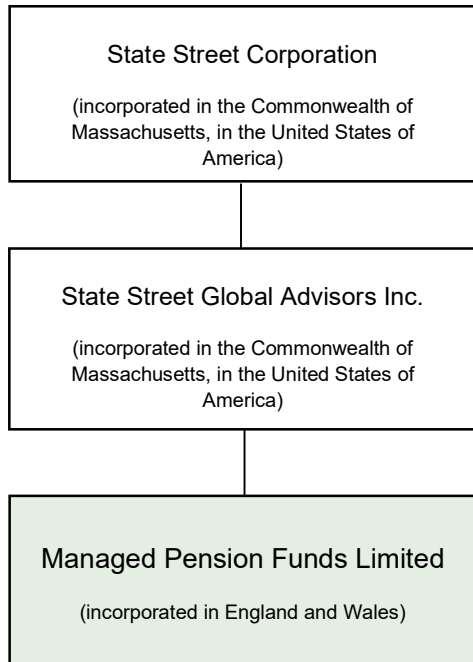 State Street Corporation
(incorporated in the Commonwealth of
Massachusetts, in the United States of
America)
State Street Global Advisors Inc.
(incorporated in the Commonwealth of
Massachusetts, in the United States of
America)
Managed Pension Funds Limited
(incorporated in England and Wales)